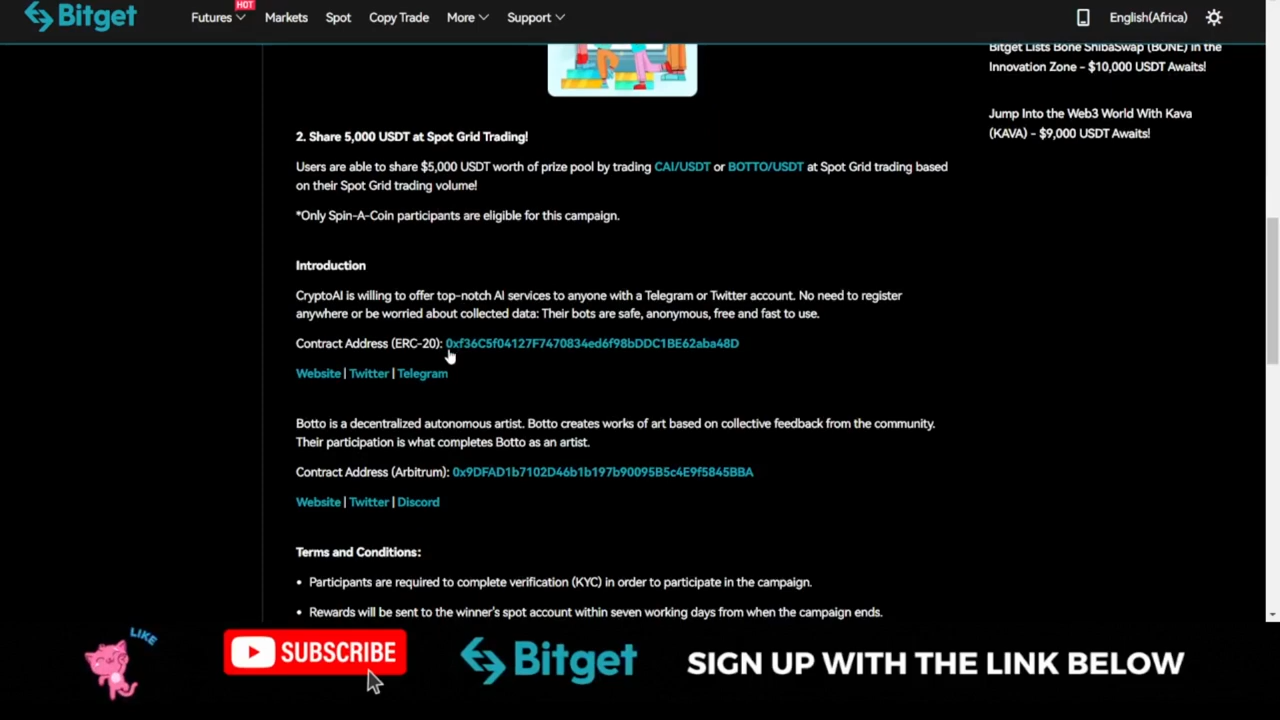 Bitget
Futures
HOT
Markets
Spot
Copy Trade
More
Support
English(Africa)
Bitget Lists Bone ShibaSwap (BONE) in the
Innovation Zone - $10,000 USDT Awaits!
Jump Into the Web3 World With Kava
(KAVA) - $9,000 USDT Awaits!
2. Share 5,000 USDT at Spot Grid Trading!
Users are able to share $5,000 USDT worth of prize pool by trading CAI/USDT or BOTTO/USDT at Spot Grid trading based
on their Spot Grid trading volume!
*Only Spin-A-Coin participants are eligible for this campaign.
Introduction
CryptoAI is willing to offer top-notch AI services to anyone with a Telegram or Twitter account. No need to register
anywhere or be worried about collected data: Their bots are safe, anonymous, free and fast to use.
Contract Address (ERC-20): 0xf36C5f04127F7470834ed6f98bDDC1BE62aba48D
Website | Twitter | Telegram
Botto is a decentralized autonomous artist. Botto creates works of art based on collective feedback from the community.
Their participation is what completes Botto as an artist.
Contract Address (Arbitrum): 0x9DFAD1b7102D46b1b197b90095B5c4E9f5845BBA
Website | Twitter | Discord
Terms and Conditions:
• Participants are required to complete verification (KYC) in order to participate in the campaign.
• Rewards will be sent to the winner's spot account within seven working days from when the campaign ends.
LIKE
SUBSCRIBE
Bitget
SIGN UP WITH THE LINK BELOW